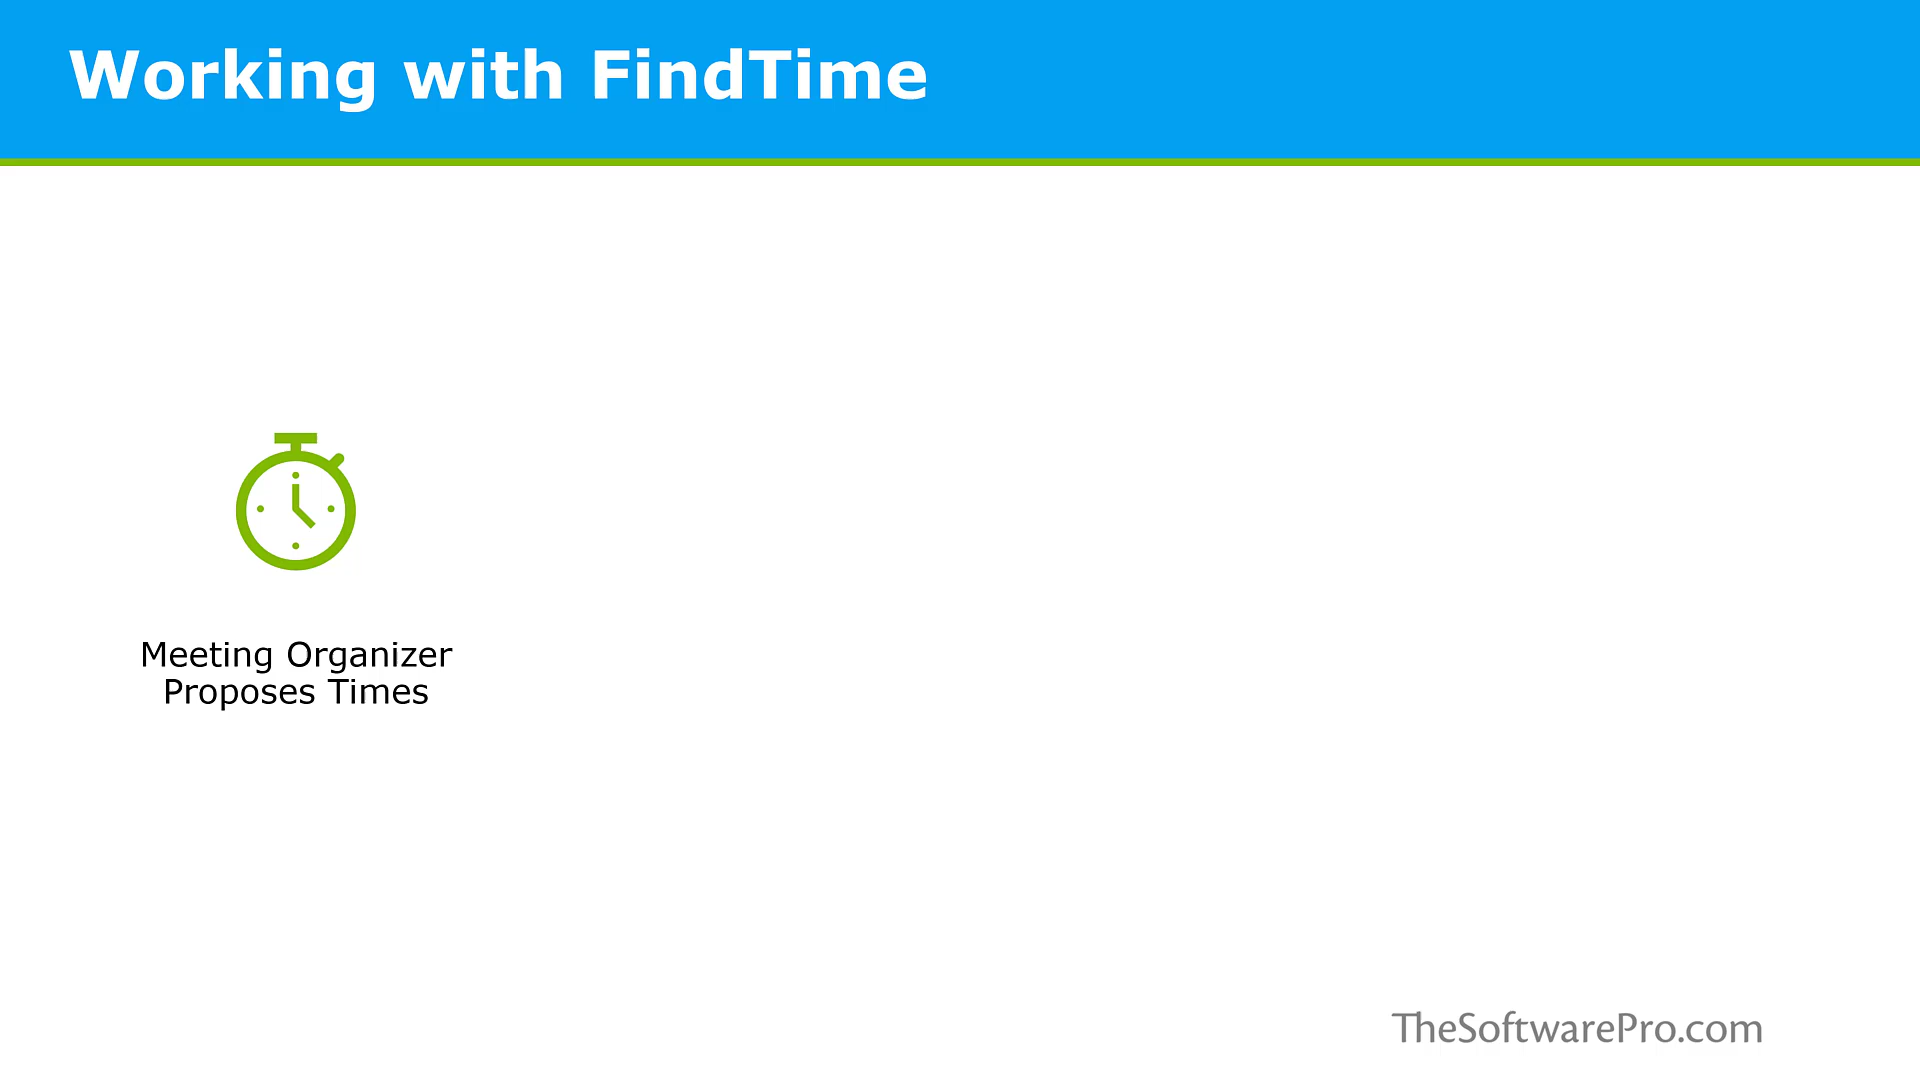 Working with FindTime
Meeting Organizer
Proposes Times
TheSoftwarePro.com